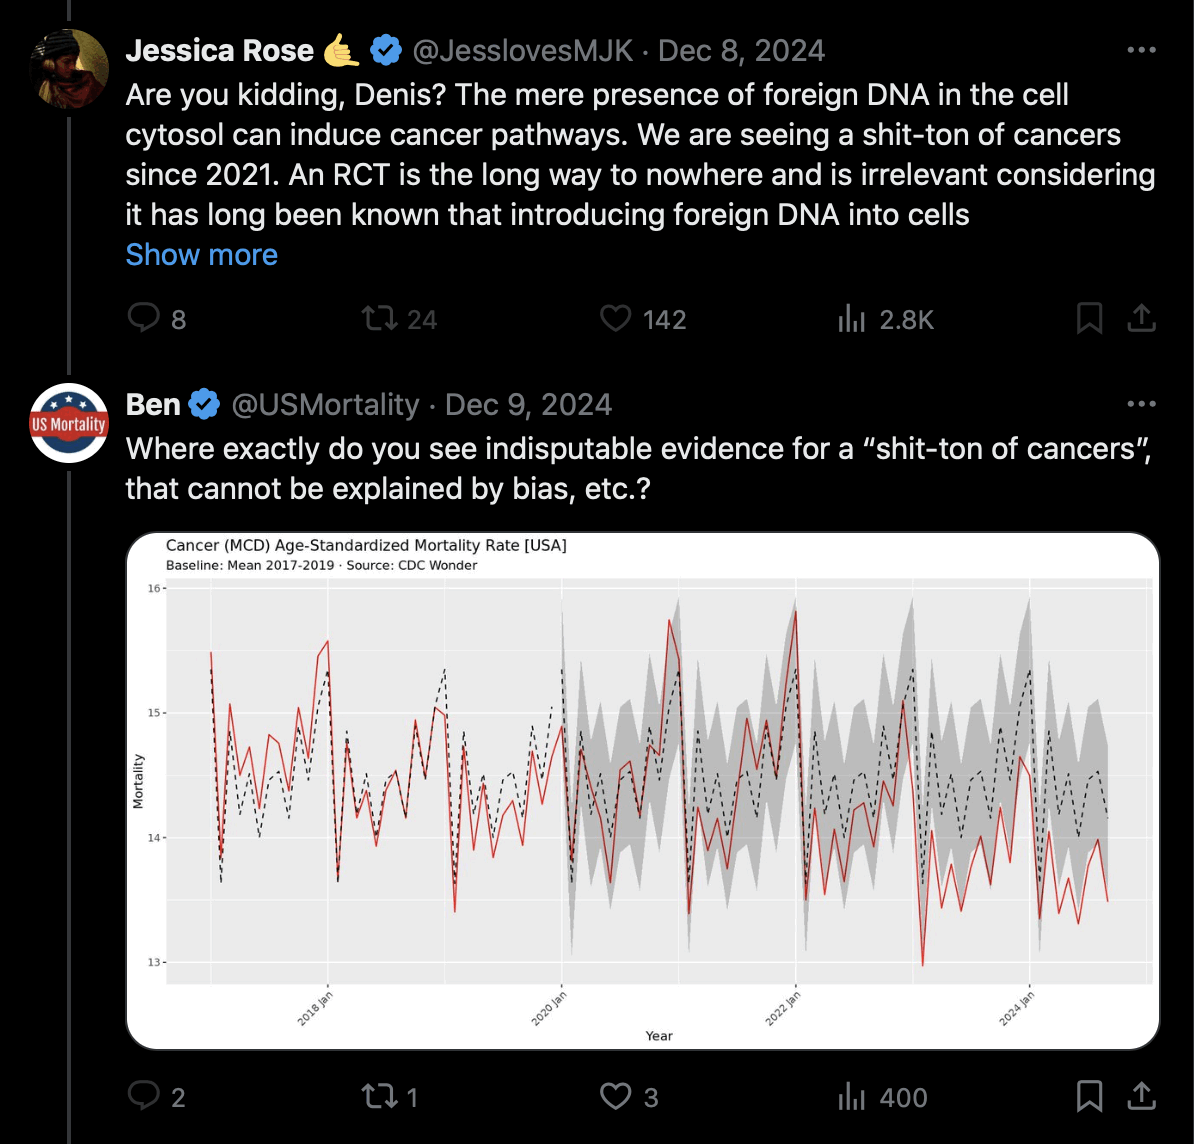 Jessica Rose 🤙 @JesslovesMJK · Dec 8, 2024
Are you kidding, Denis? The mere presence of foreign DNA in the cell
cytosol can induce cancer pathways. We are seeing a shit-ton of cancers
since 2021. An RCT is the long way to nowhere and is irrelevant considering
it has long been known that introducing foreign DNA into cells
Show more
8 24 142 2.8K
US Mortality
Ben @USMortality · Dec 9, 2024
Where exactly do you see indisputable evidence for a “shit-ton of cancers”,
that cannot be explained by bias, etc.?
Cancer (MCD) Age-Standardized Mortality Rate [USA]
Baseline: Mean 2017-2019 · Source: CDC Wonder
16
15
14
13
Mortality
2018 Jan
2020 Jan
2022 Jan
2024 Jan
Year
2 1 3 400